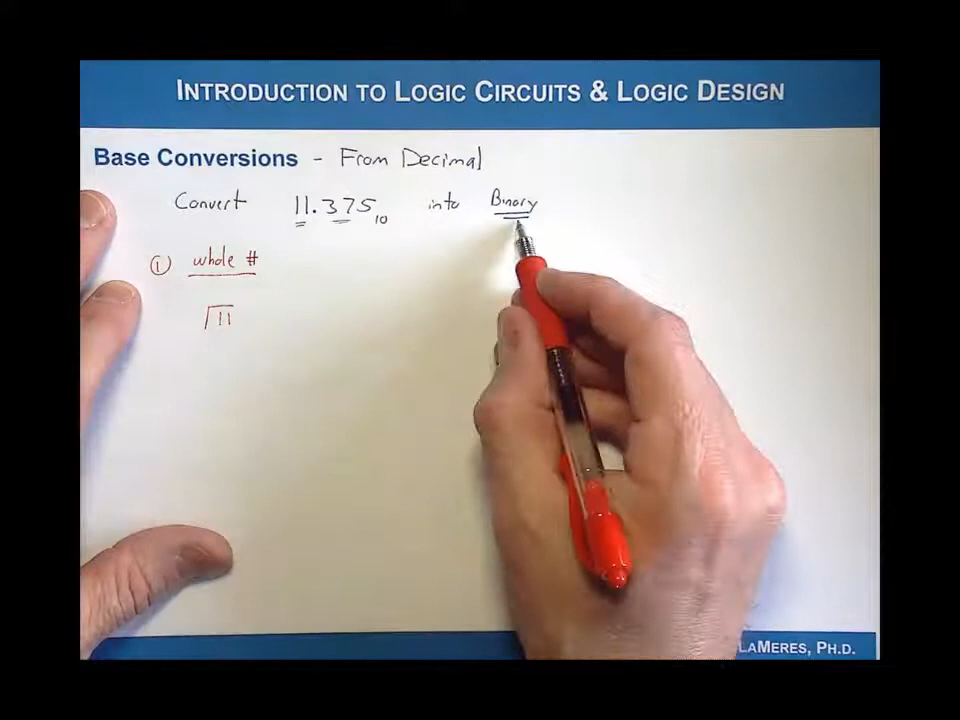 INTRODUCTION TO LOGIC CIRCUITS & LOGIC DESIGN
Base Conversions - From Decimal
Convert 11.375₁₀ into Binary
① whole #
√11
LAMERES, PH.D.